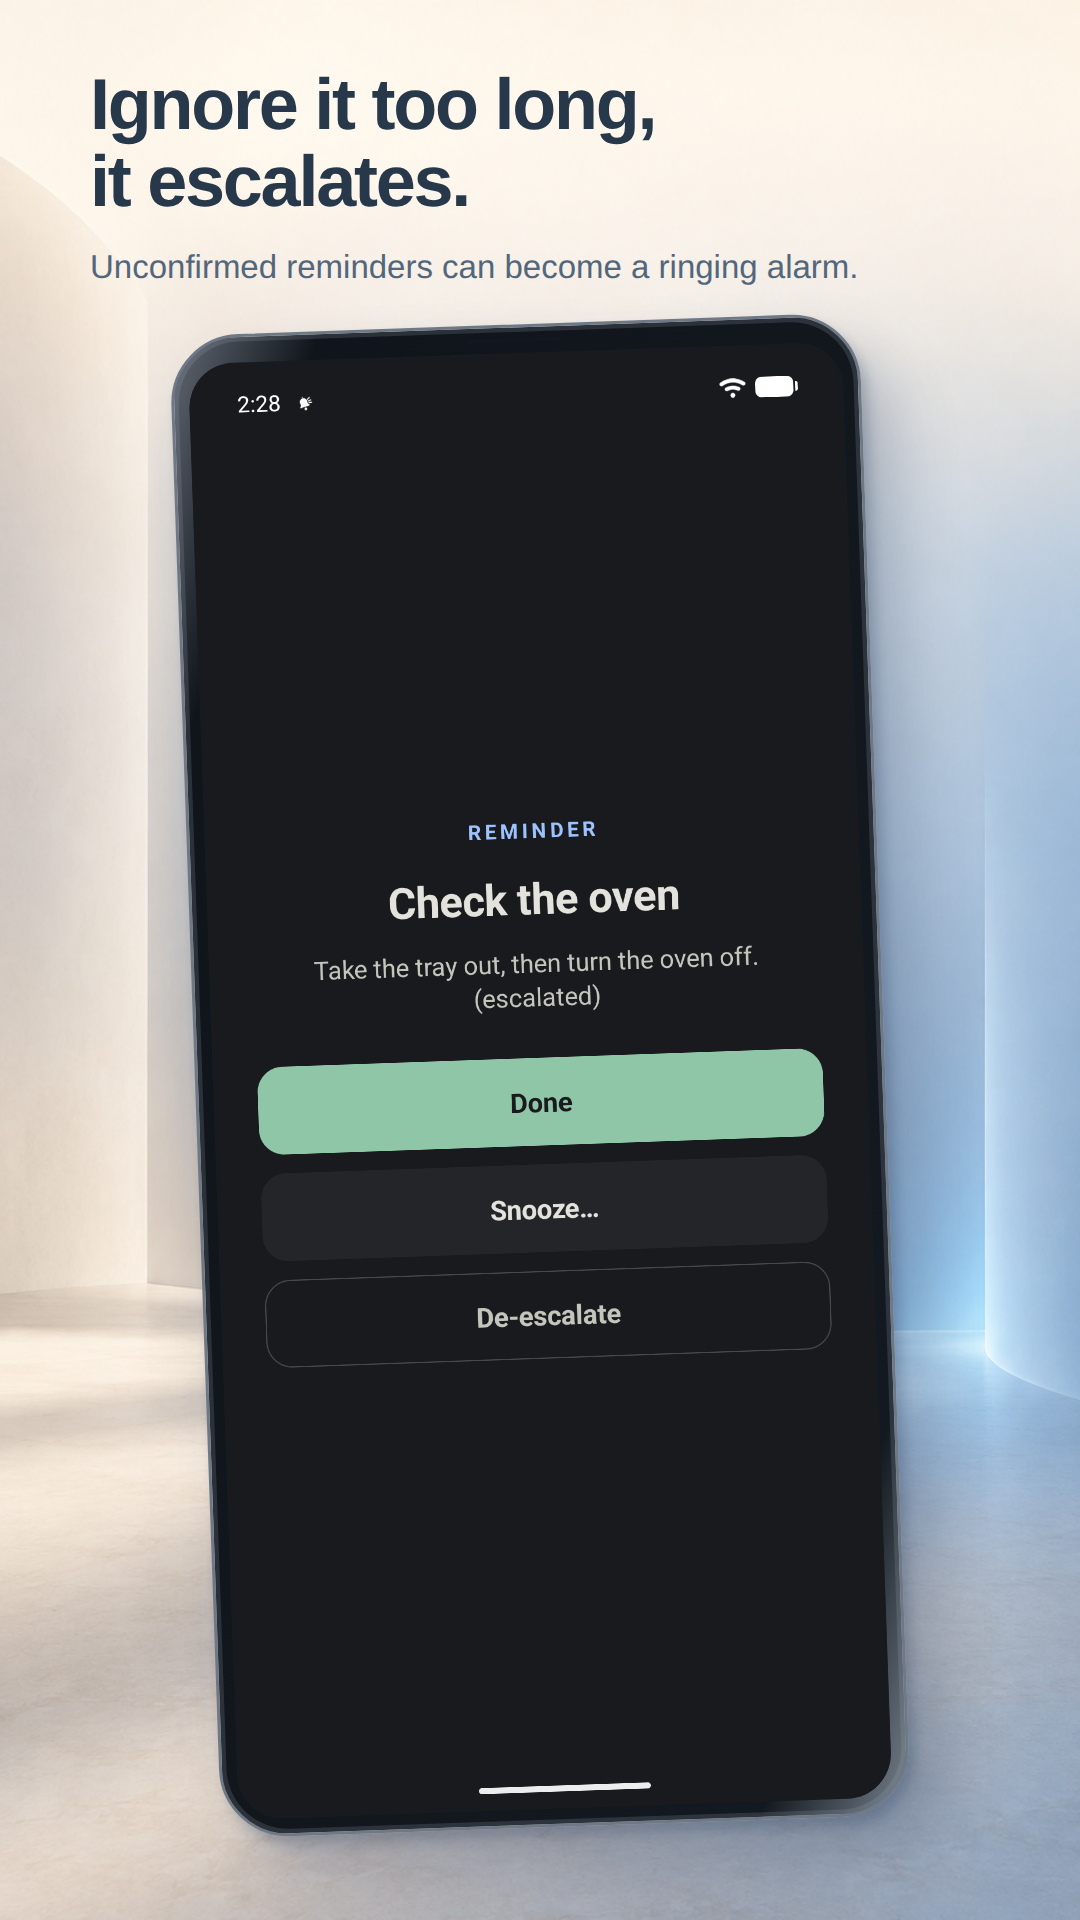 Ignore it too long,
it escalates.
Unconfirmed reminders can become a ringing alarm.
2:28
REMINDER
Check the oven
Take the tray out, then turn the oven off.
(escalated)
Done
Snooze...
De-escalate